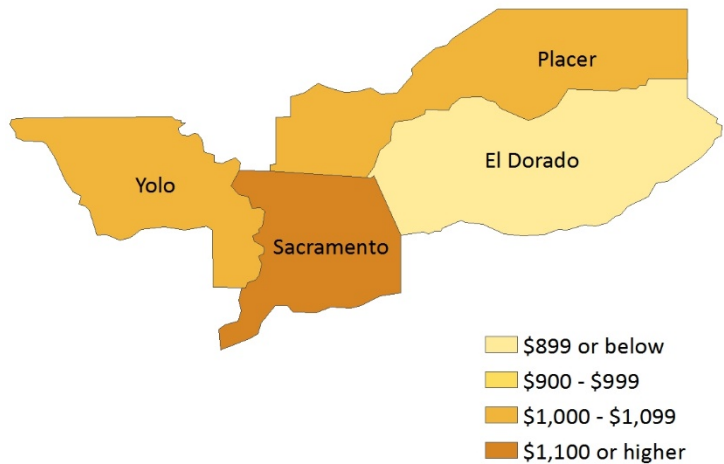 Placer
El Dorado
Yolo
Sacramento
$899 or below
$900 - $999
$1,000 - $1,099
$1,100 or higher